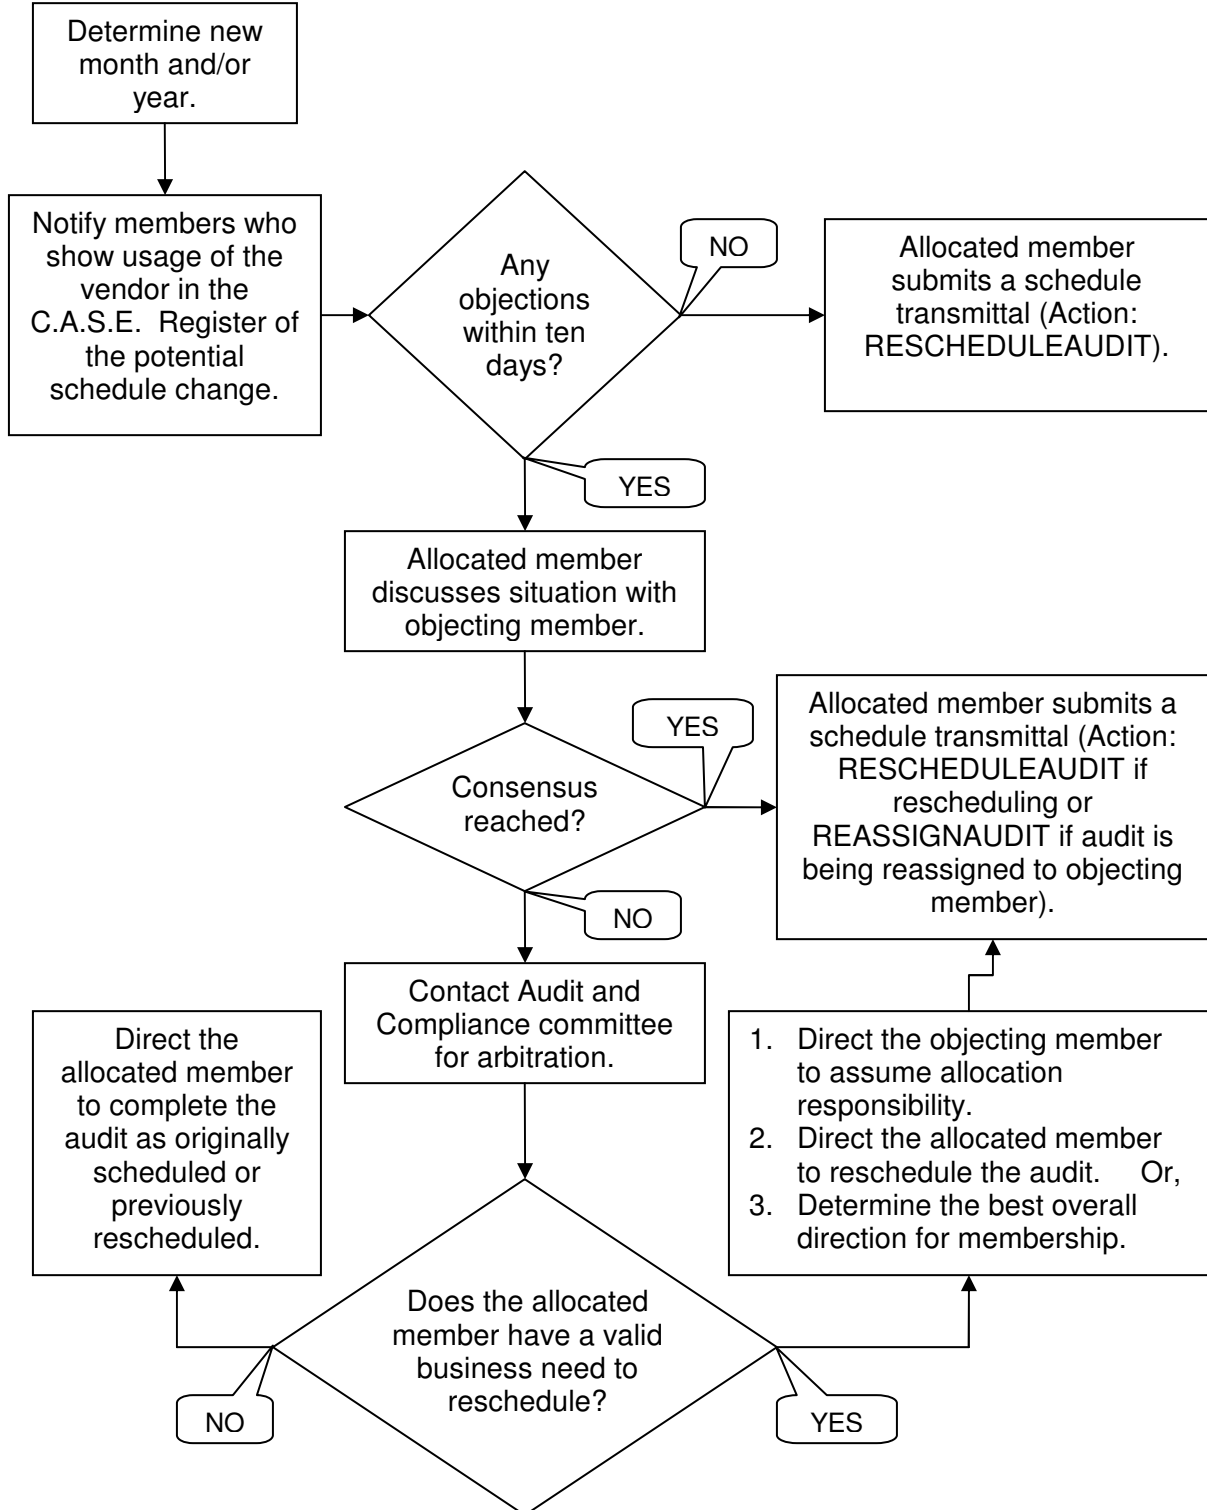 Determine new
month and/or
year.
Notify members who
show usage of the
vendor in the
C.A.S.E.  Register of
the potential
schedule change.
Any
objections
within ten
days?
NO
Allocated member
submits a schedule
transmittal (Action:
RESCHEDULEAUDIT).
YES
Allocated member
discusses situation with
objecting member.
Consensus
reached?
YES
Allocated member submits a
schedule transmittal (Action:
RESCHEDULEAUDIT if
rescheduling or
REASSIGNAUDIT if audit is
being reassigned to objecting
member).
NO
Contact Audit and
Compliance committee
for arbitration.
Direct the
allocated member
to complete the
audit as originally
scheduled or
previously
rescheduled.
1. Direct the objecting member
to assume allocation
responsibility.
2. Direct the allocated member
to reschedule the audit.    Or,
3. Determine the best overall
direction for membership.
Does the allocated
member have a valid
business need to
reschedule?
NO
YES